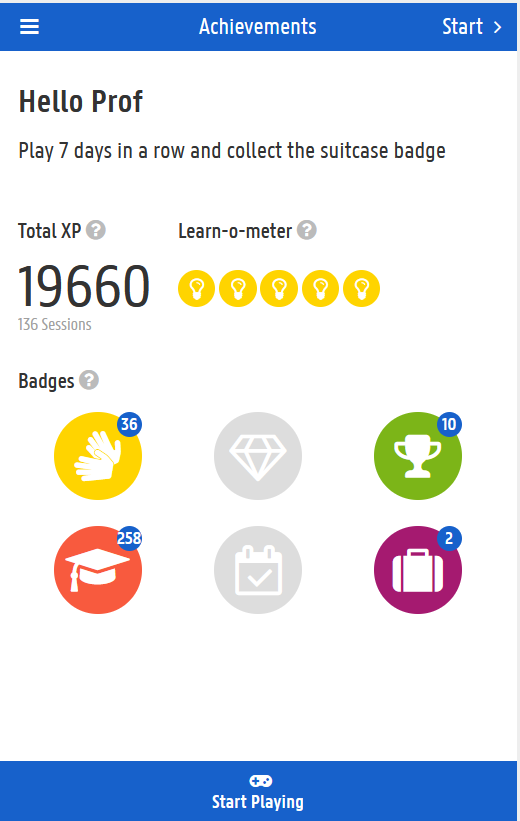 Achievements
Start
Hello Prof
Play 7 days in a row and collect the suitcase badge
Total XP ?
Learn-o-meter ?
19660
136 Sessions
Badges ?
36
10
258
2
Start Playing